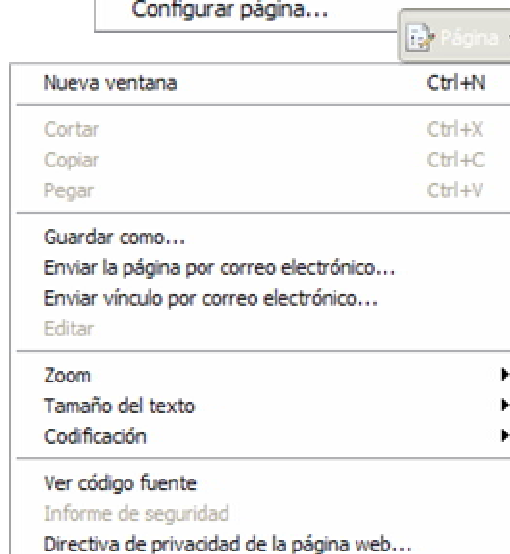 Configurar página...
Página
Nueva ventana Ctrl+N
Cortar Ctrl+X
Copiar Ctrl+C
Pegar Ctrl+V
Guardar como...
Enviar la página por correo electrónico...
Enviar vínculo por correo electrónico...
Editar
Zoom
Tamaño del texto
Codificación
Ver código fuente
Informe de seguridad
Directiva de privacidad de la página web...